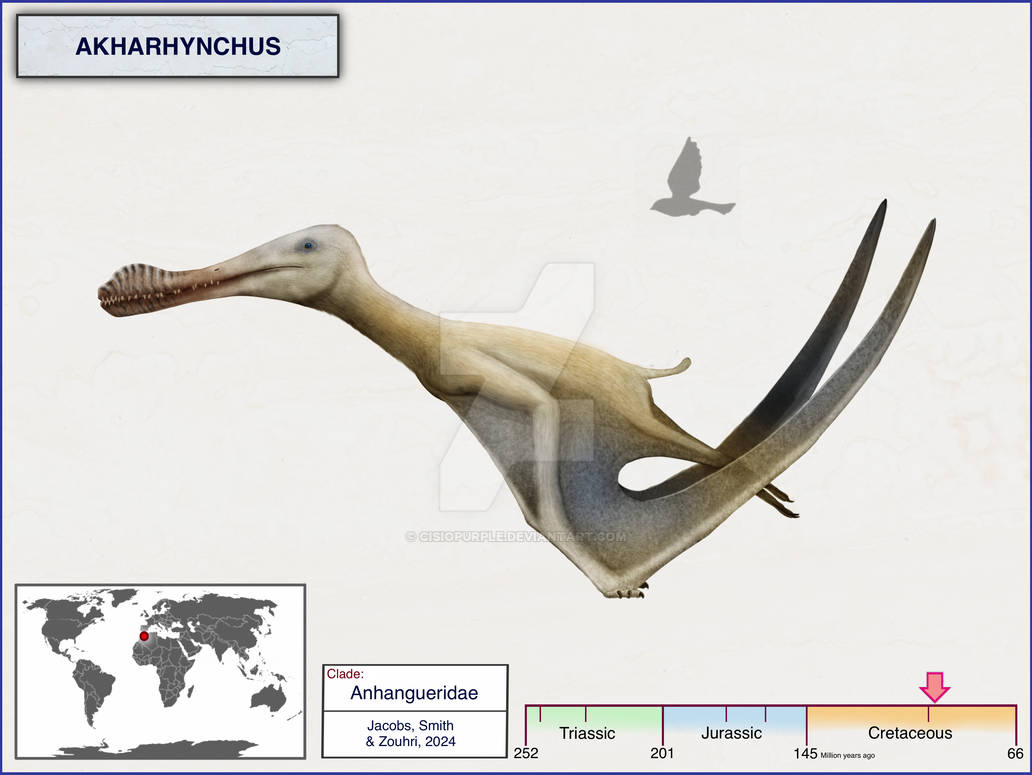 AKHARHYNCHUS
© CISIOPURPLE.DEVIANTART.COM
Clade:
Anhangueridae
Jacobs, Smith
& Zouhri, 2024
Triassic
Jurassic
Cretaceous
252
201
145
Million years ago
66